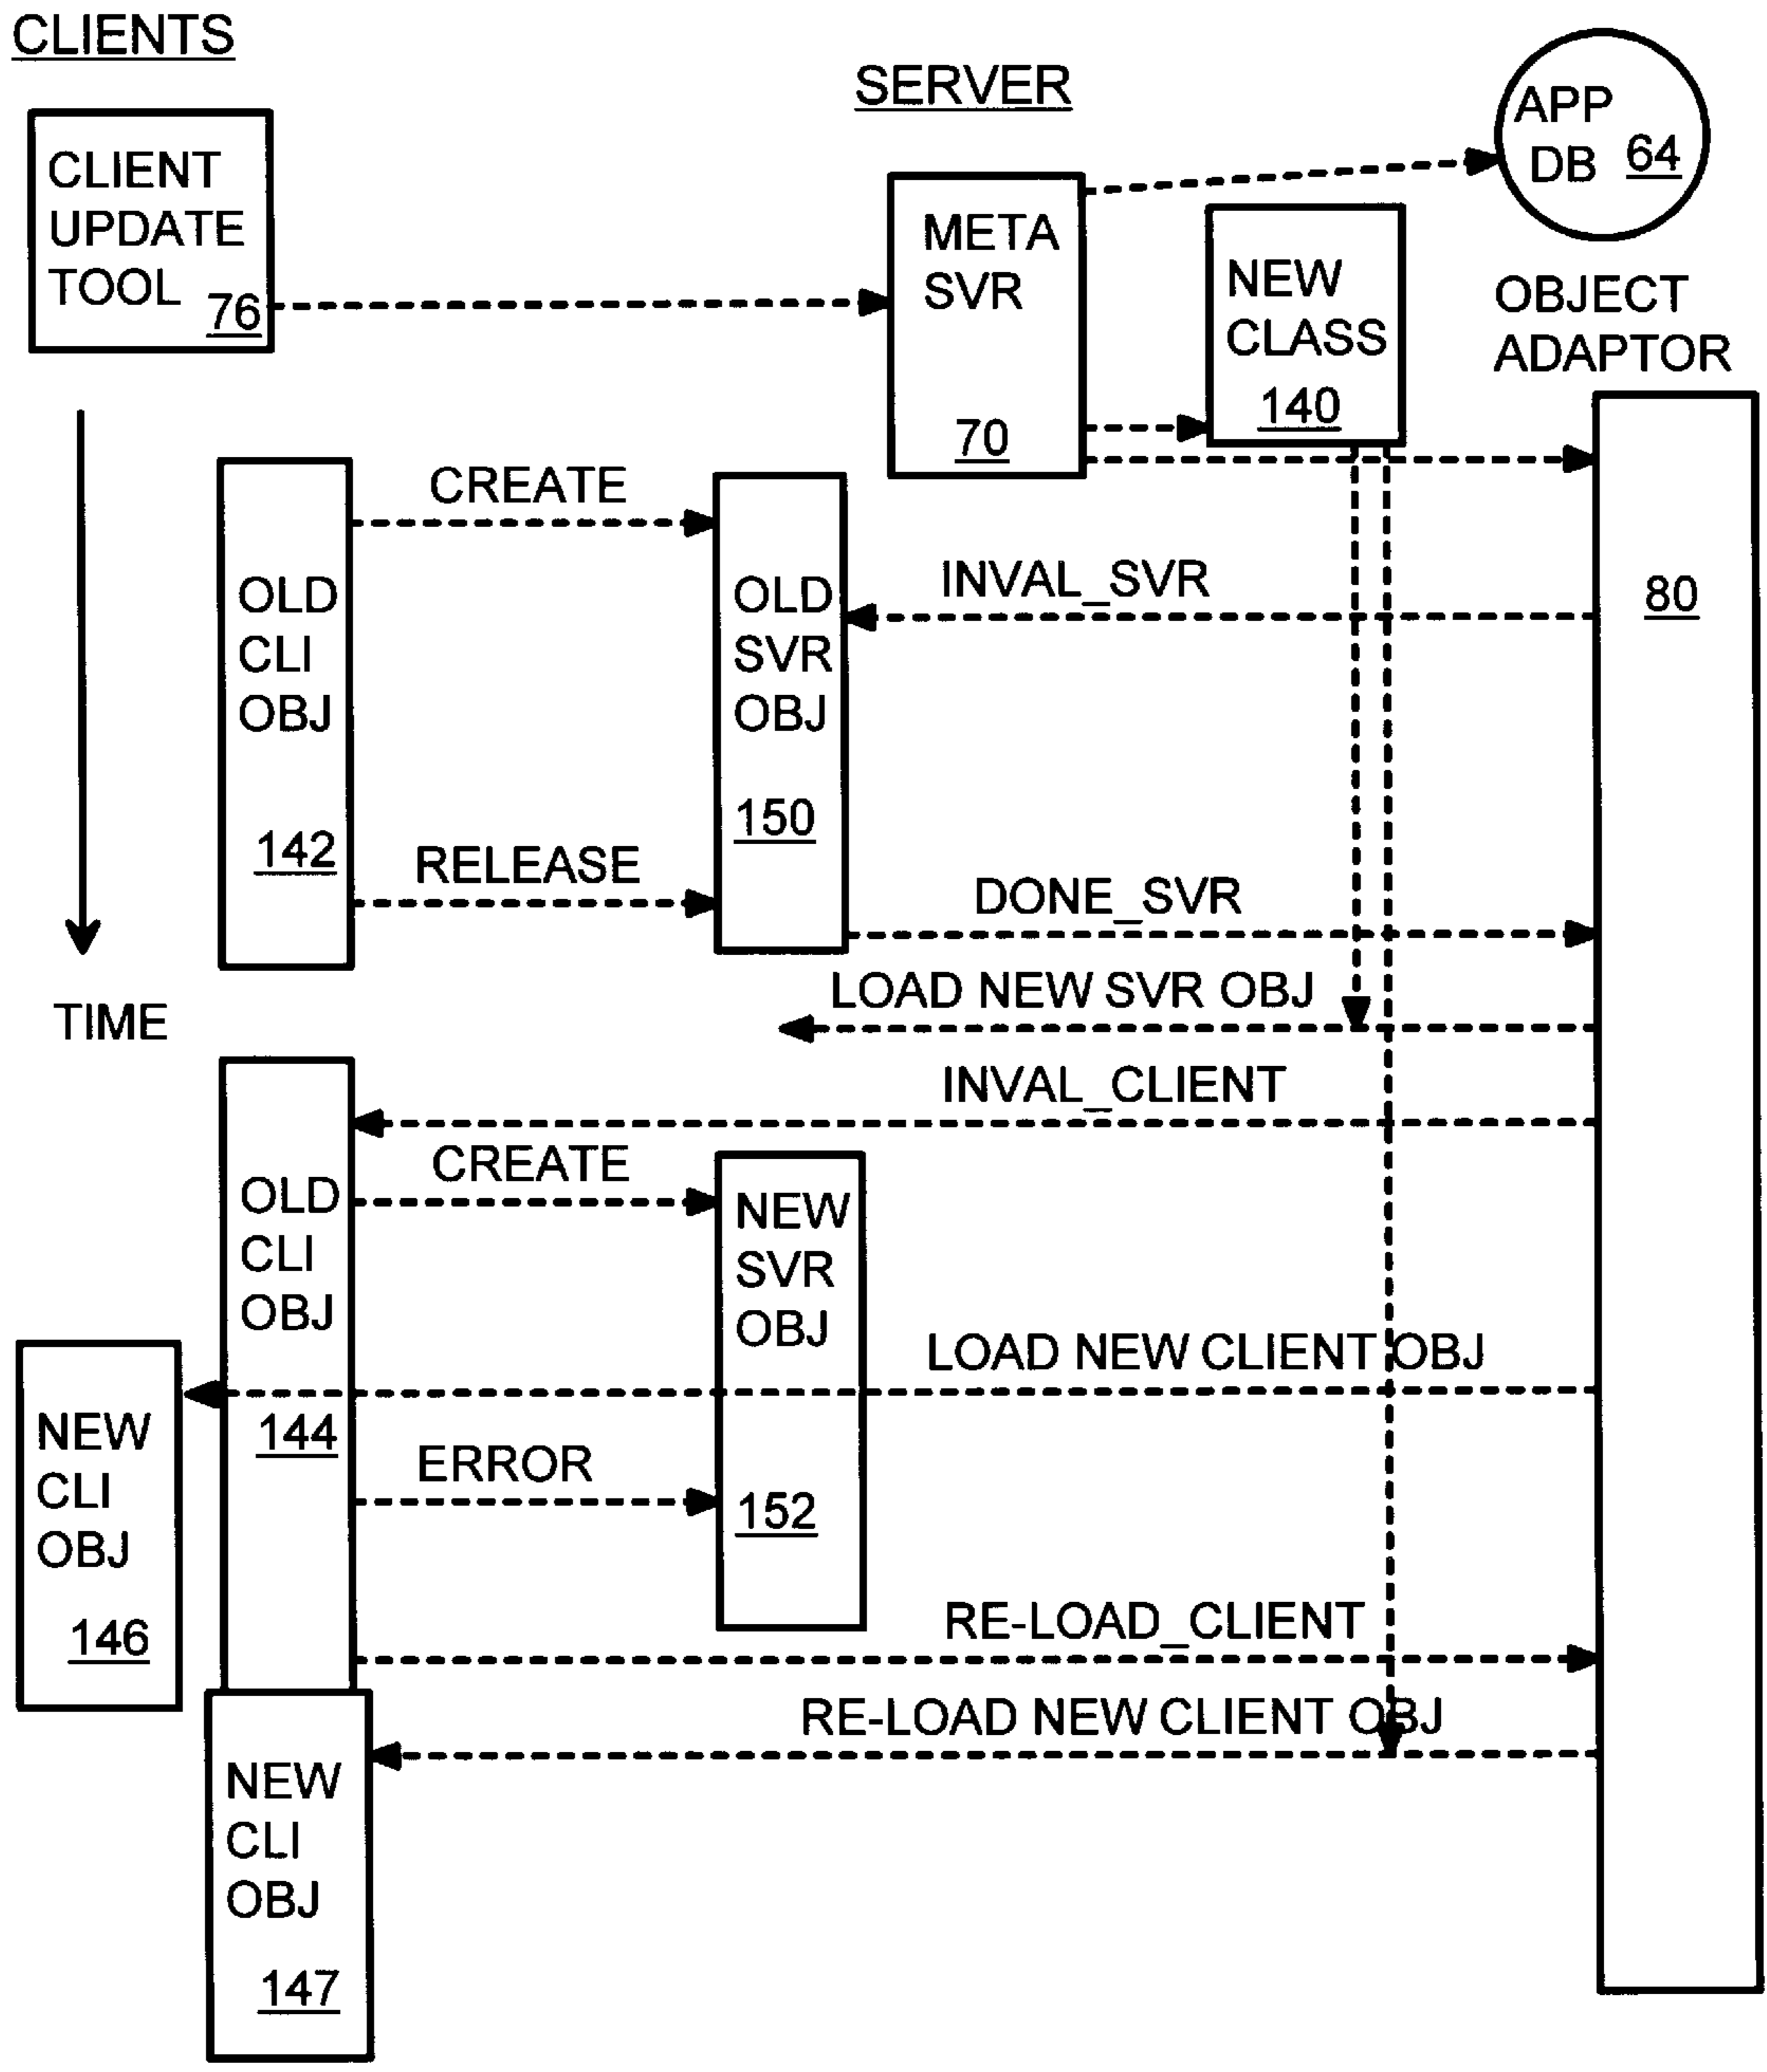 CLIENTS
SERVER
APP
DB 64
CLIENT
UPDATE
TOOL 76
META
SVR
70
NEW
CLASS
140
OBJECT
ADAPTOR
80
CREATE
OLD
CLI
OBJ
142
OLD
SVR
OBJ
150
INVAL_SVR
RELEASE
DONE_SVR
TIME
LOAD NEW SVR OBJ
INVAL_CLIENT
CREATE
OLD
CLI
OBJ
144
NEW
SVR
OBJ
152
LOAD NEW CLIENT OBJ
NEW
CLI
OBJ
146
ERROR
RE-LOAD_CLIENT
RE-LOAD NEW CLIENT OBJ
NEW
CLI
OBJ
147